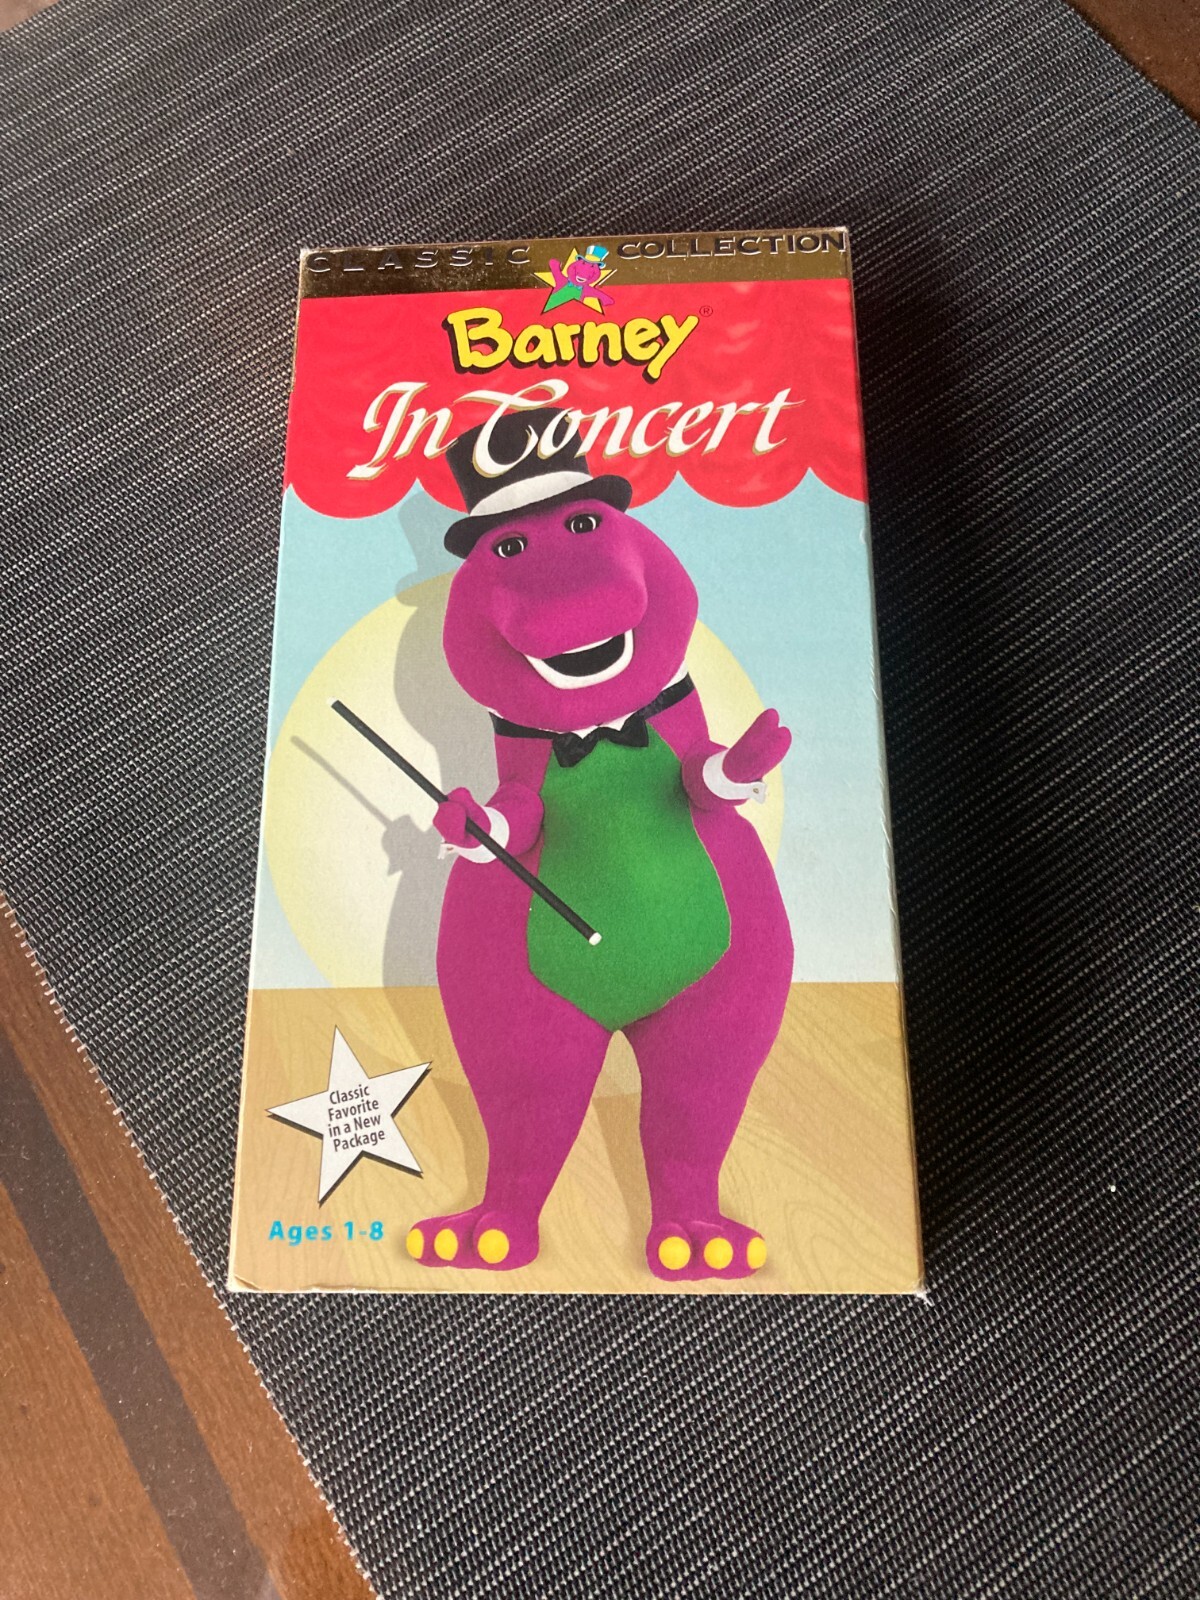 CLASSIC COLLECTION
Barney®
In Concert
Classic
Favorite
in a New
Package
Ages 1-8